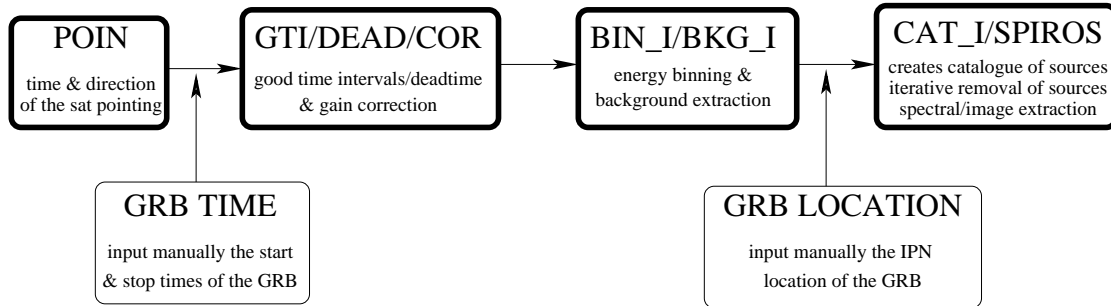 POIN
time & direction
of the sat pointing
GTI/DEAD/COR
good time intervals/deadtime
& gain correction
BIN_I/BKG_I
energy binning &
background extraction
CAT_I/SPIROS
creates catalogue of sources
iterative removal of sources
spectral/image extraction
GRB TIME
input manually the start
& stop times of the GRB
GRB LOCATION
input manually the IPN
location of the GRB